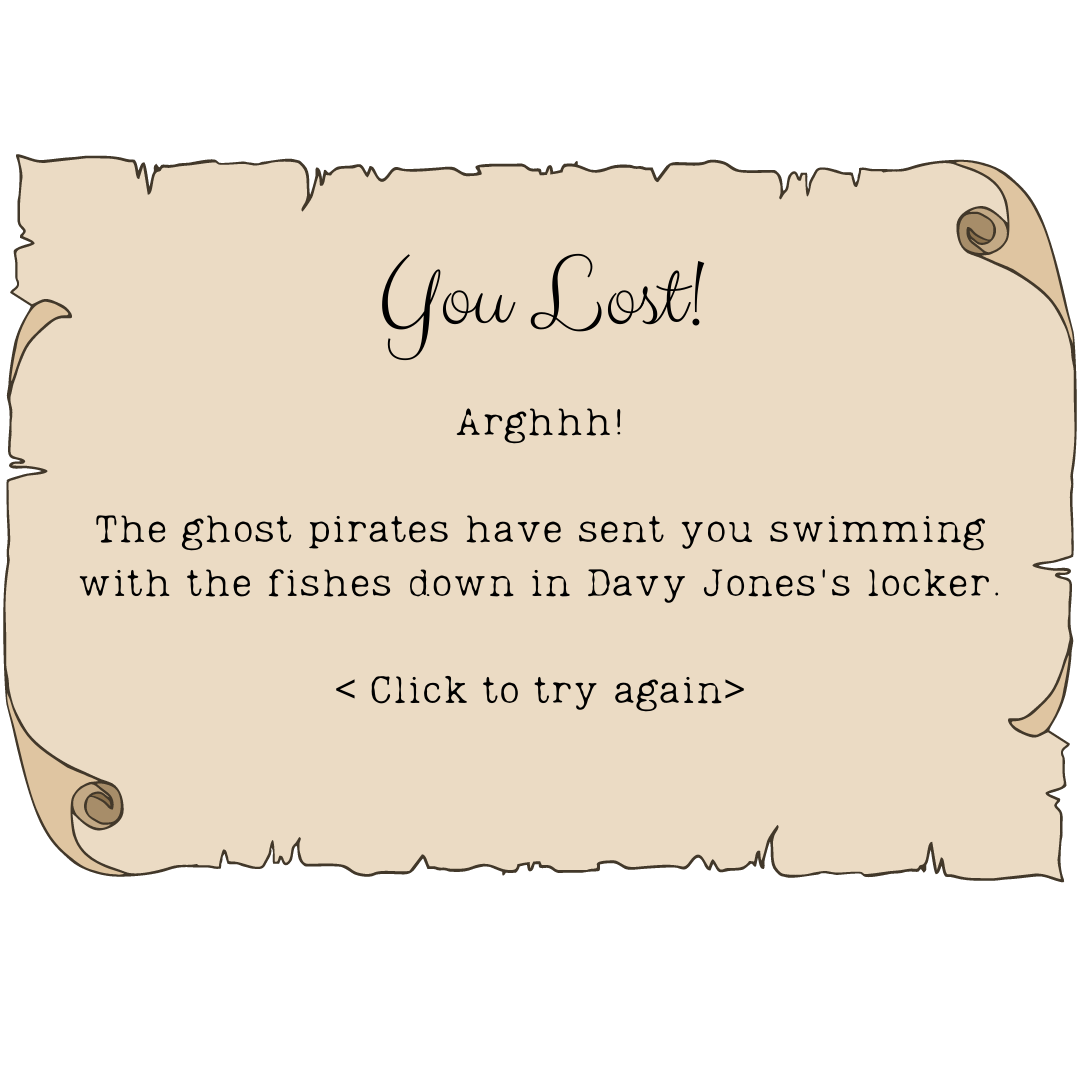 You Lost!
Arghhh!
The ghost pirates have sent you swimming
with the fishes down in Davy Jones's locker.
< Click to try again>